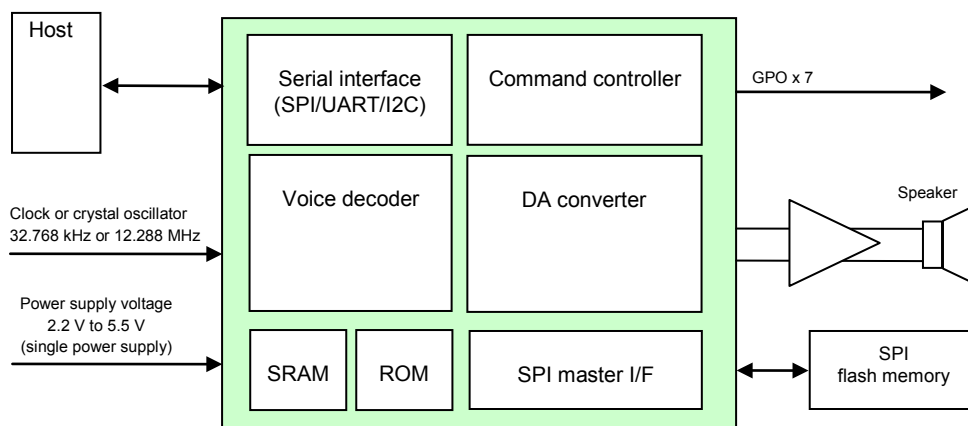 Host
Serial interface
(SPI/UART/I2C)
Command controller
GPO x 7
Voice decoder
DA converter
Speaker
Clock or crystal oscillator
32.768 kHz or 12.288 MHz
Power supply voltage
2.2 V to 5.5 V
(single power supply)
SRAM
ROM
SPI master I/F
SPI
flash memory